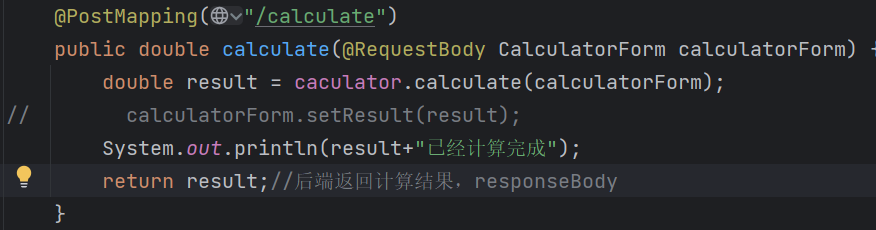 @PostMapping("/calculate")
public double calculate(@RequestBody CalculatorForm calculatorForm) {
double result = caculator.calculate(calculatorForm);
// calculatorForm.setResult(result);
System.out.println(result+"已经计算完成");
return result;//后端返回计算结果，responseBody
}